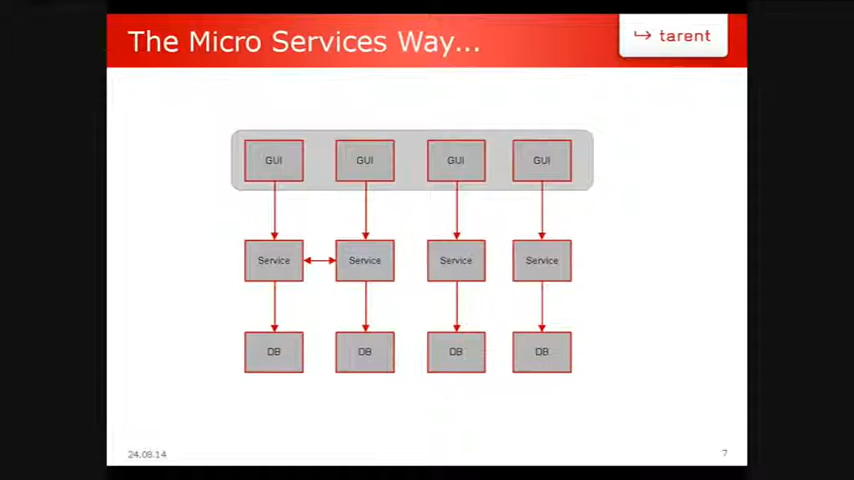 The Micro Services Way...
tarent
GUI GUI GUI GUI
Service Service Service Service
DB DB DB DB
24.08.14 7